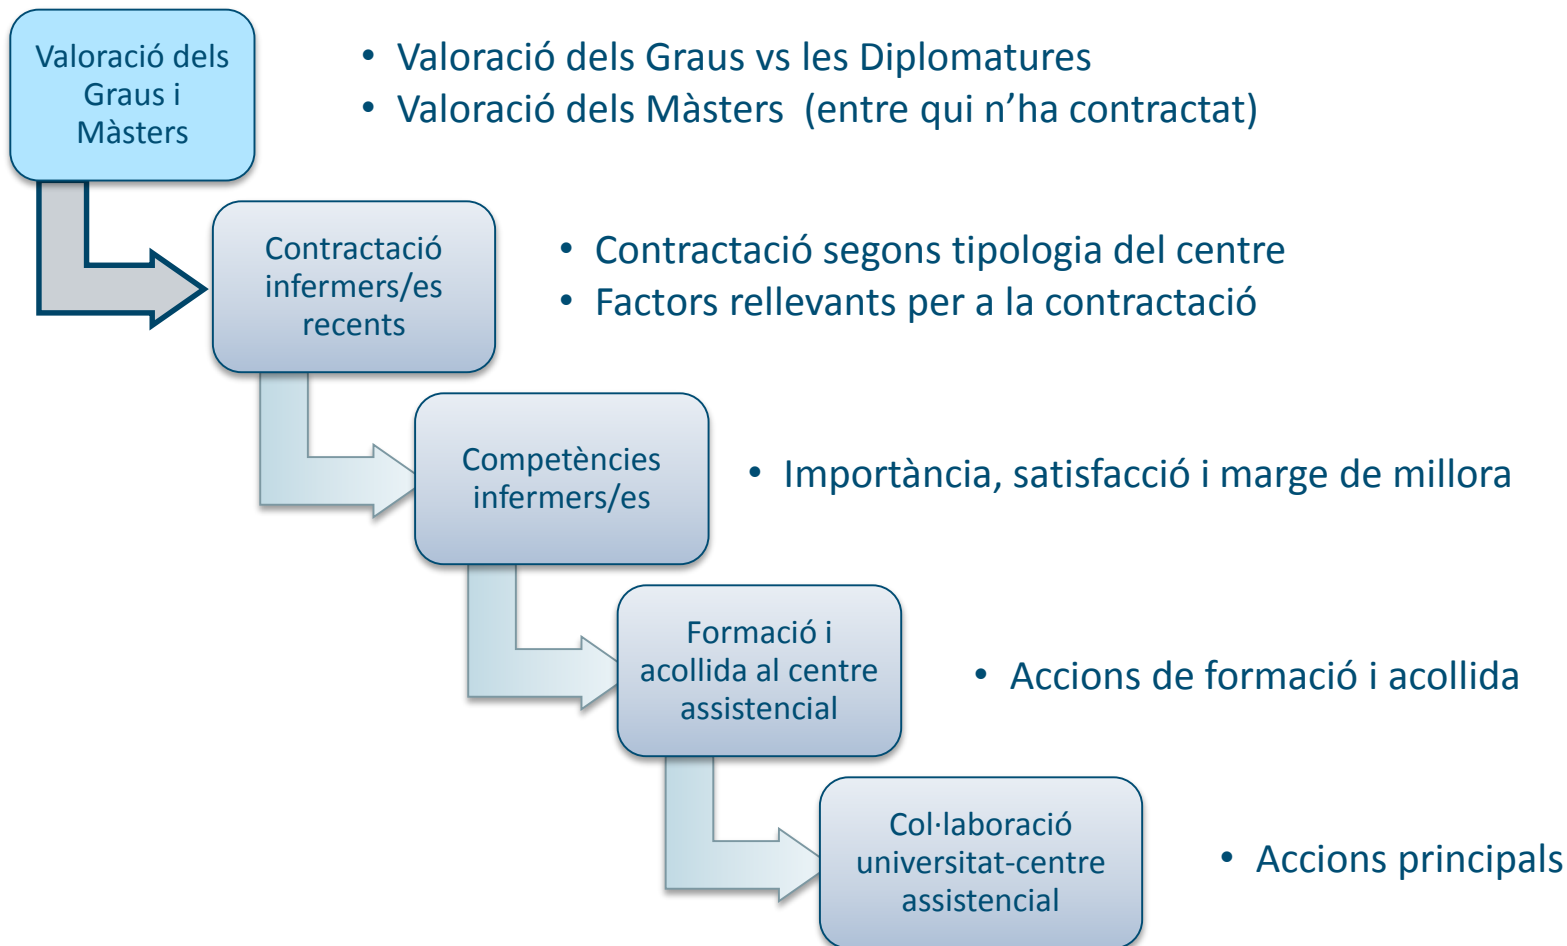 Valoració dels
Graus i
Màsters
• Valoració dels Graus vs les Diplomatures
• Valoració dels Màsters (entre qui n’ha contractat)
Contractació
infermers/es
recents
• Contractació segons tipologia del centre
• Factors rellevants per a la contractació
Competències
infermers/es
• Importància, satisfacció i marge de millora
Formació i
acollida al centre
assistencial
• Accions de formació i acollida
Col·laboració
universitat-centre
assistencial
• Accions principals